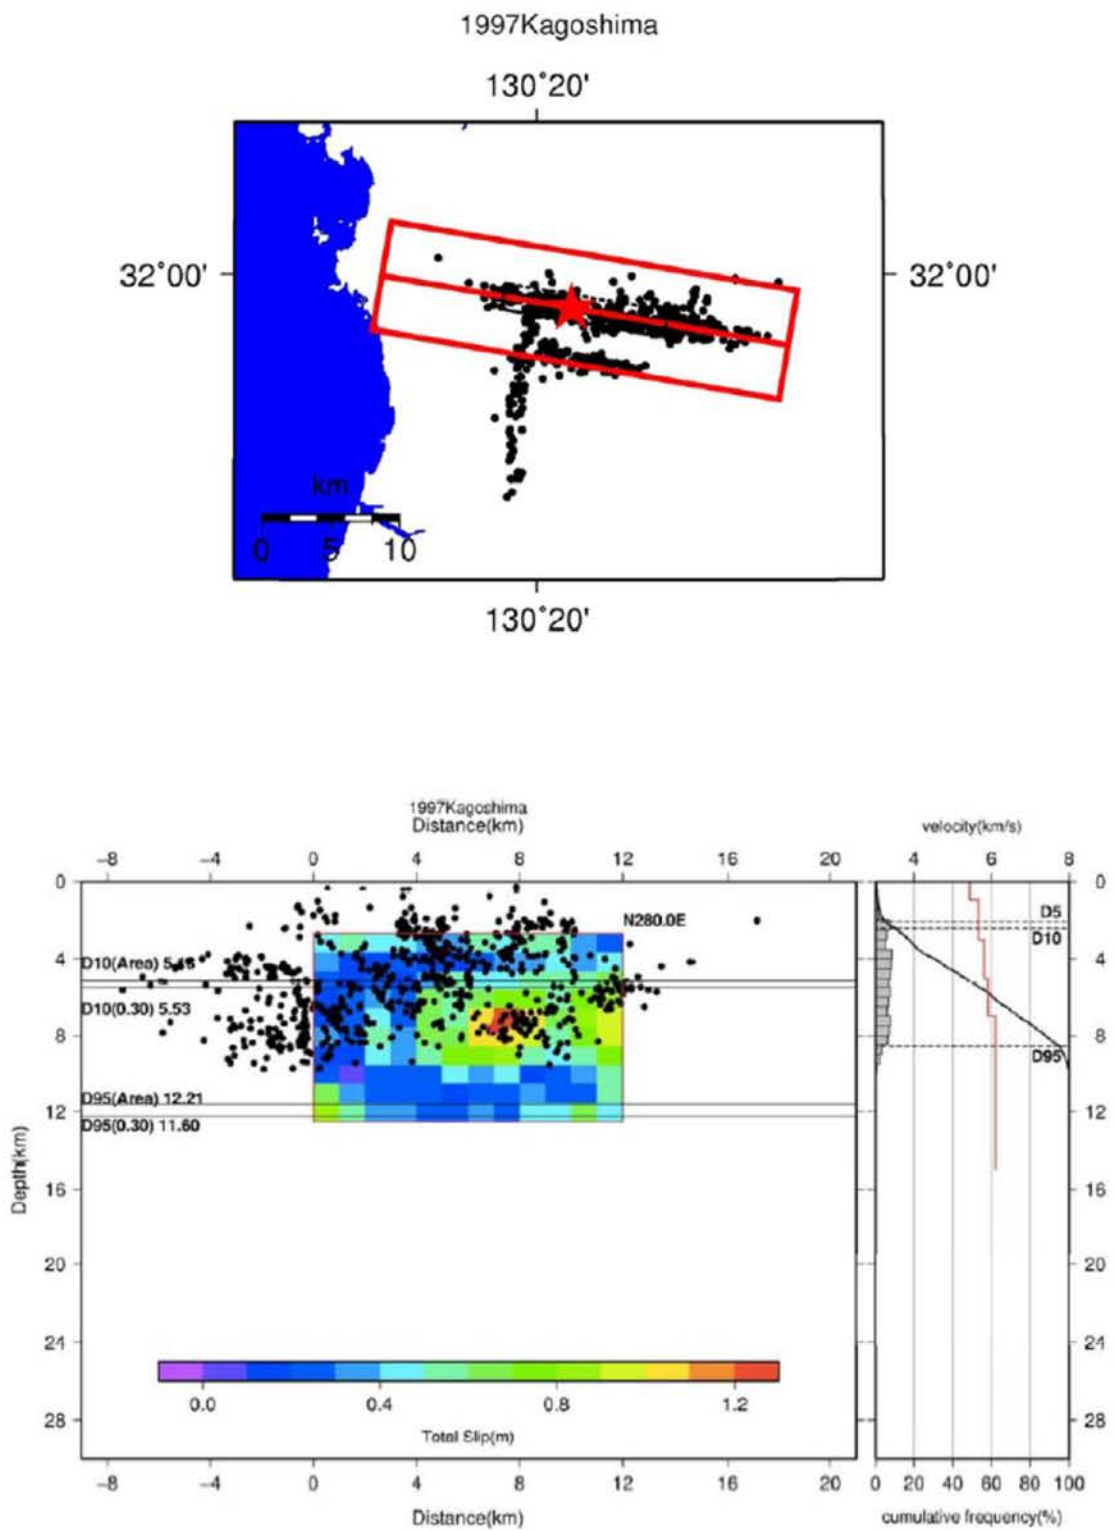 1997Kagoshima
130°20'
32°00' 32°00'
km
0 5 10
130°20'
1997Kagoshima
Distance(km) velocity(km/s)
−8 −4 0 4 8 12 16 20 4 6 8
0 0
N280.0E D5
D10
4 4
D10(Area) 5.18
D10(0.30) 5.53
8 8
D95
D95(Area) 12.21
12 12
D95(0.30) 11.60
Depth(km)
16 16
20 20
24 24
0.0 0.4 0.8 1.2
28 28
Total Slip(m)
−8 −4 0 4 8 12 16 20 0 20 40 60 80 100
Distance(km) cumulative frequency(%)